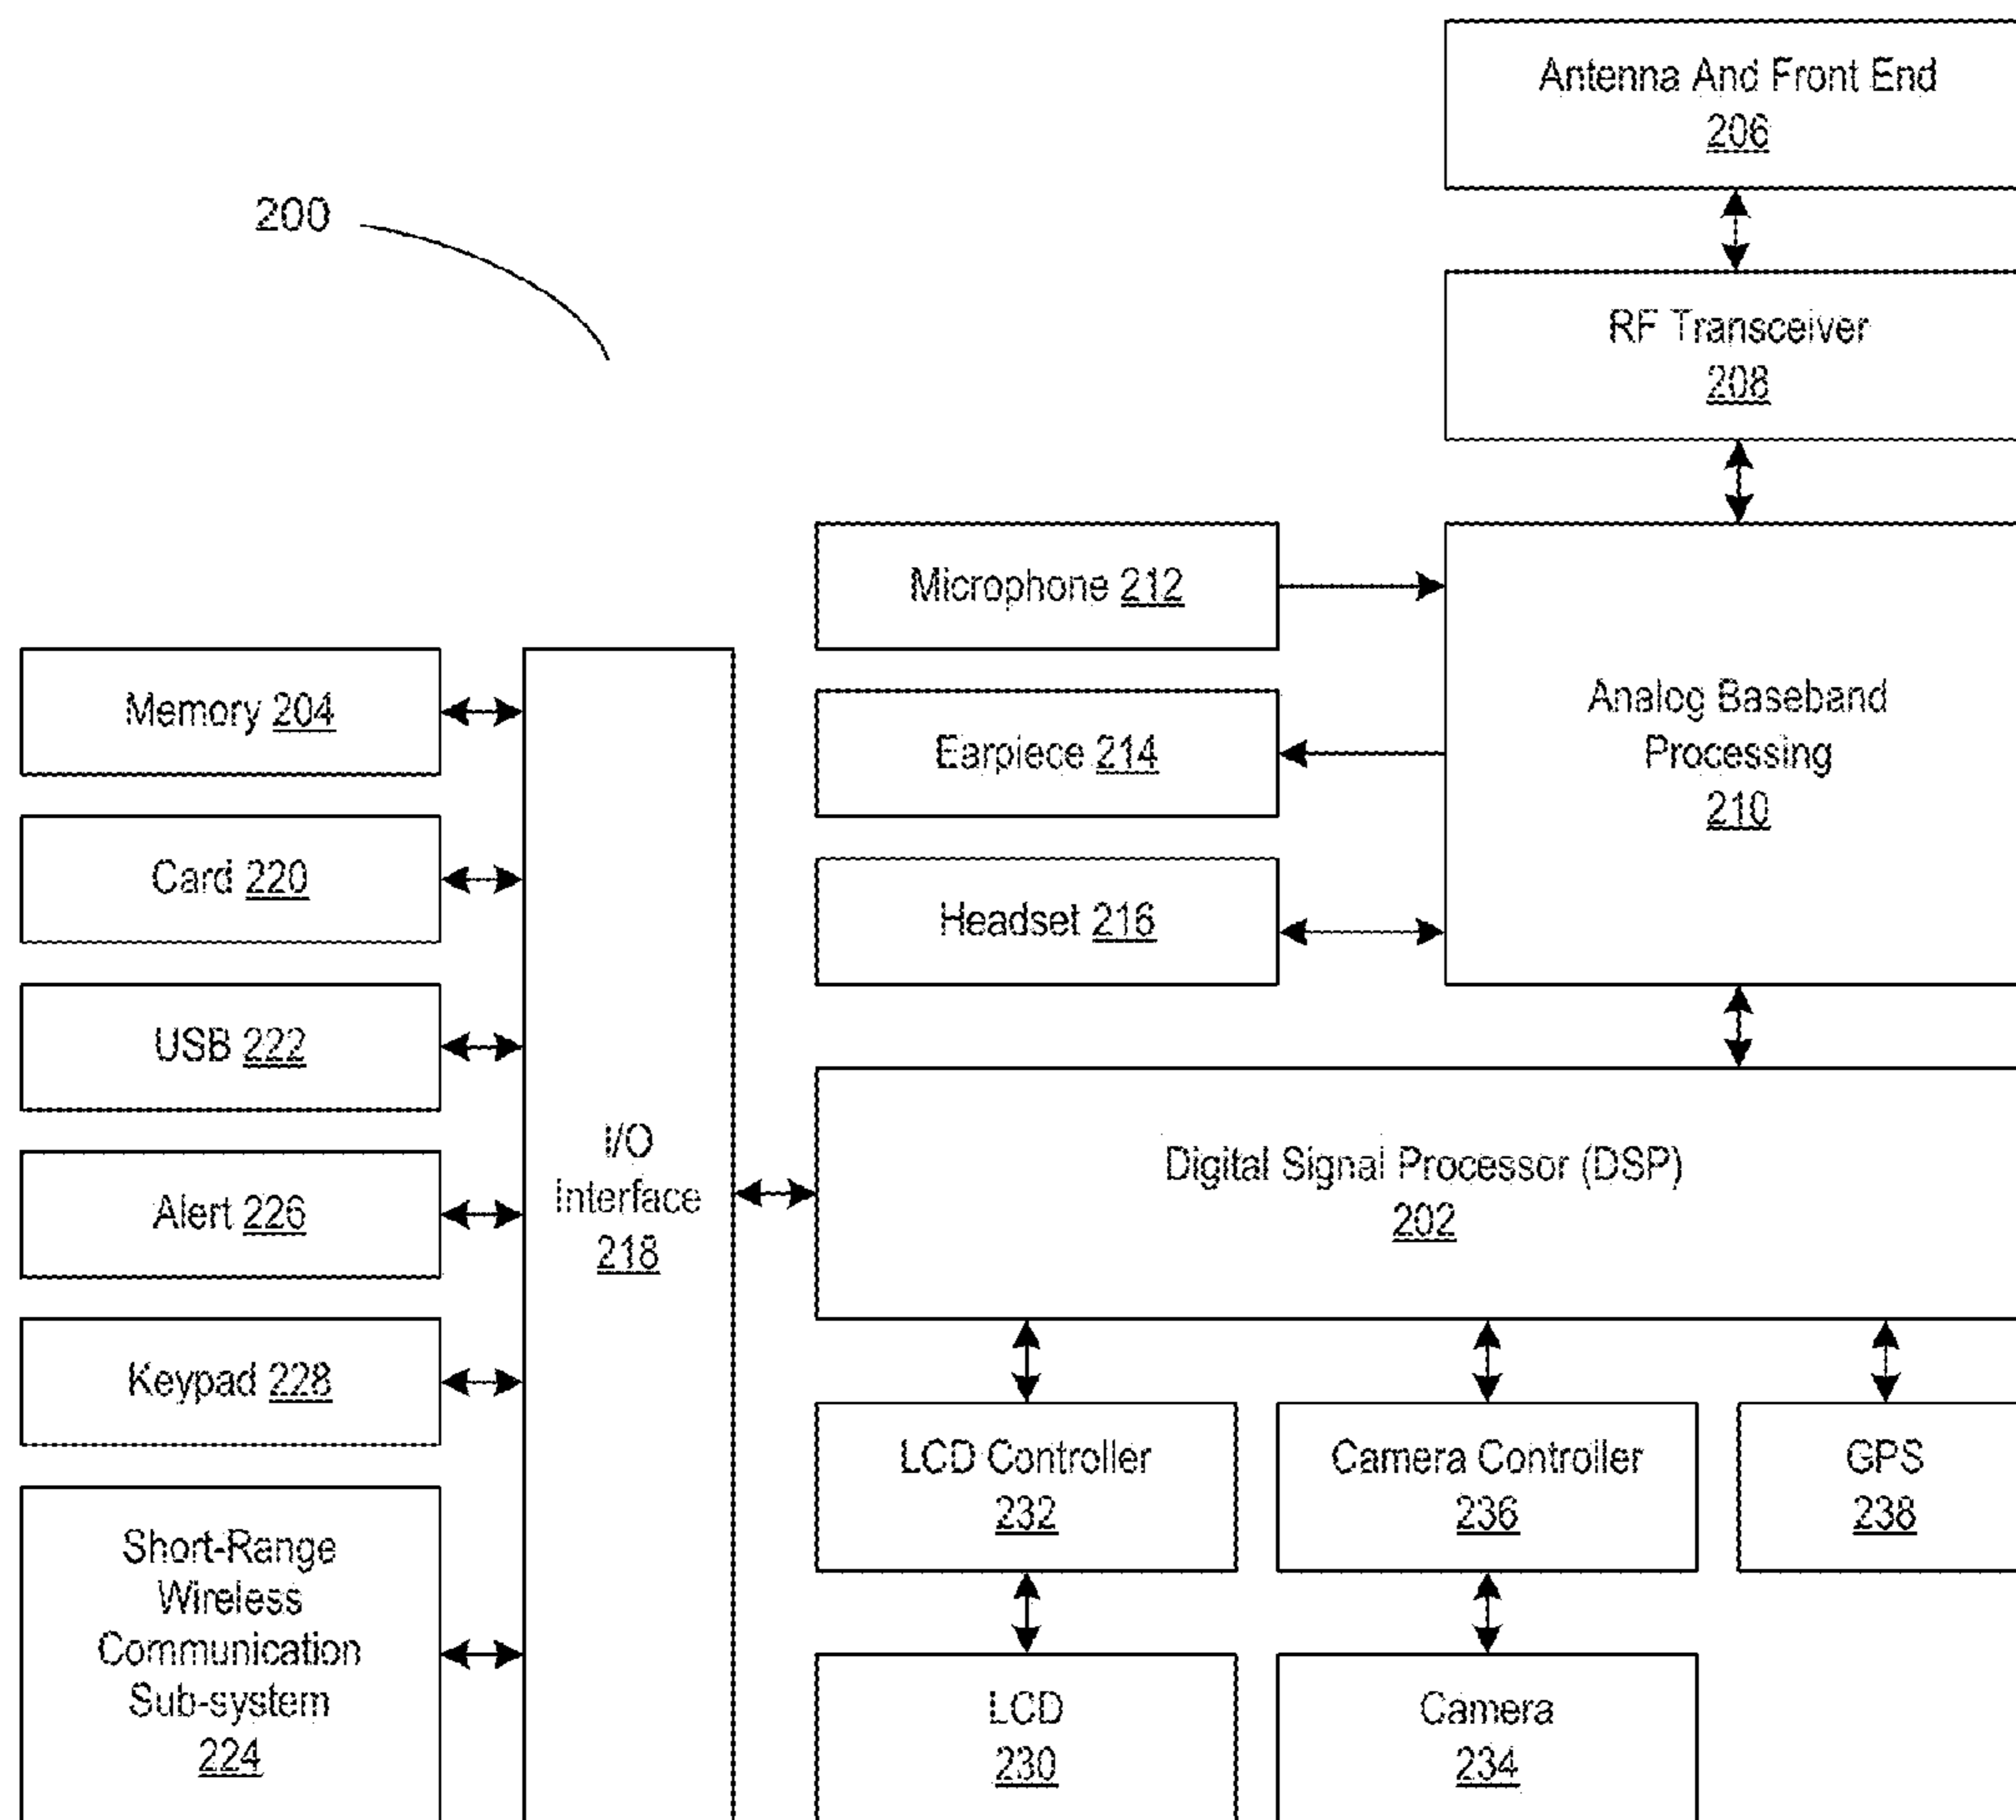 Antenna And Front End
206
200
RF Transceiver
208
Microphone 212
Memory 204
Analog Baseband
Processing
210
Earpiece 214
Card 220
Headset 216
USB 222
I/O
Interface
218
Digital Signal Processor (DSP)
202
Alert 226
Keypad 228
LCD Controller
232
Camera Controller
236
GPS
238
Short-Range
Wireless
Communication
Sub-system
224
LCD
230
Camera
234